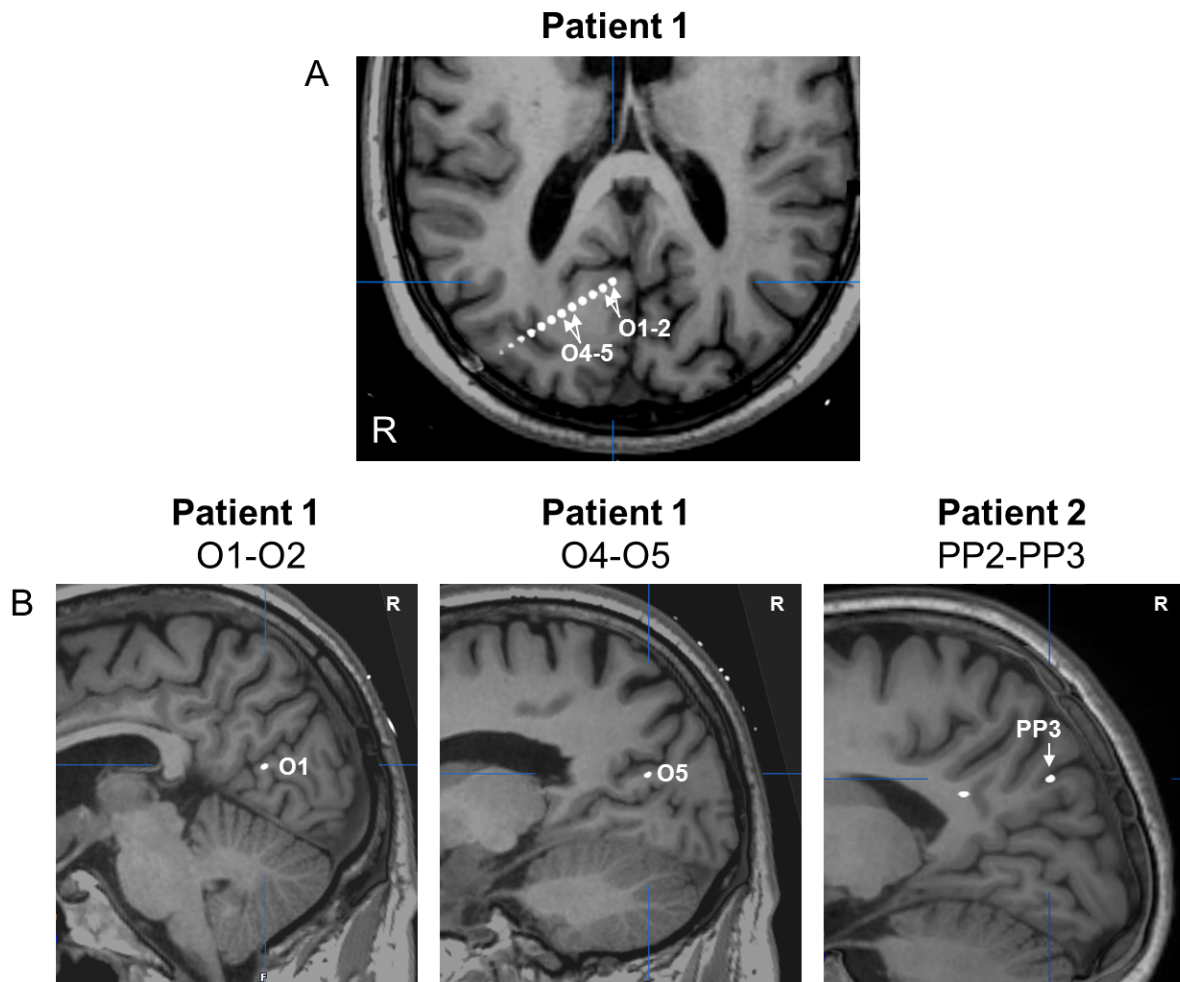 Patient 1
A
O1-2
O4-5
R
Patient 1
O1-O2
Patient 1
O4-O5
Patient 2
PP2-PP3
B
R
O1
F
R
O5
R
PP3